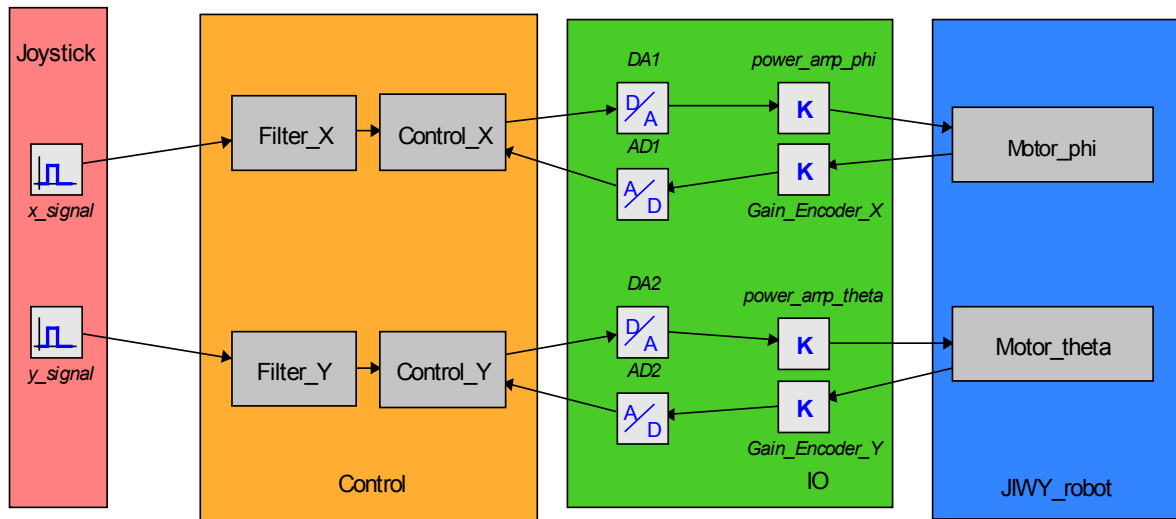 Joystick
x_signal
y_signal
Filter_X
Control_X
Filter_Y
Control_Y
Control
DA1
D/A
AD1
A/D
power_amp_phi
K
K
Gain_Encoder_X
DA2
D/A
AD2
A/D
power_amp_theta
K
K
Gain_Encoder_Y
IO
Motor_phi
Motor_theta
JIWY_robot